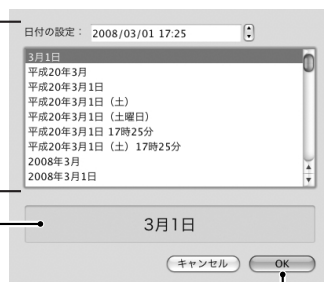 日付の設定： 2008/03/01 17:25
3月1日
平成20年3月
平成20年3月1日
平成20年3月1日（土）
平成20年3月1日（土曜日）
平成20年3月1日 17時25分
平成20年3月1日（土）17時25分
2008年3月
2008年3月1日
3月1日
キャンセル OK